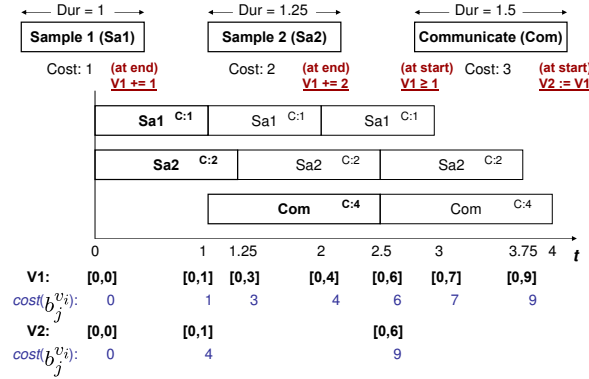 Dur = 1 Dur = 1.25 Dur = 1.5
Sample 1 (Sa1) Sample 2 (Sa2) Communicate (Com)
Cost: 1 (at end) V1 += 1 Cost: 2 (at end) V1 += 2 (at start) V1 ≥ 1 Cost: 3 (at start) V2 := V1
Sa1 C:1 Sa1 C:1 Sa1 C:1
Sa2 C:2 Sa2 C:2 Sa2 C:2
Com C:4 Com C:4
0 1 1.25 2 2.5 3 3.75 4 t
V1: [0,0] [0,1] [0,3] [0,4] [0,6] [0,7] [0,9]
cost(b_j^{v_i}): 0 1 3 4 6 7 9
V2: [0,0] [0,1] [0,6]
cost(b_j^{v_i}): 0 4 9